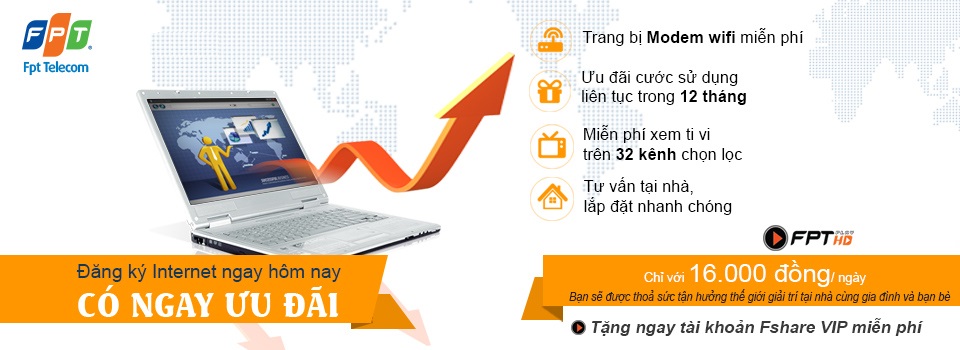 FPT
Fpt Telecom
Trang bị Modem wifi miễn phí
Ưu đãi cước sử dụng
liên tục trong 12 tháng
Miễn phí xem ti vi
trên 32 kênh chọn lọc
Tư vấn tại nhà,
lắp đặt nhanh chóng
FPT PLAY HD
Đăng ký Internet ngay hôm nay
CÓ NGAY ƯU ĐÃI
Chỉ với 16.000 đồng/ ngày
Bạn sẽ được thoả sức tận hưởng thế giới giải trí tại nhà cùng gia đình và bạn bè
Tặng ngay tài khoản Fshare VIP miễn phí